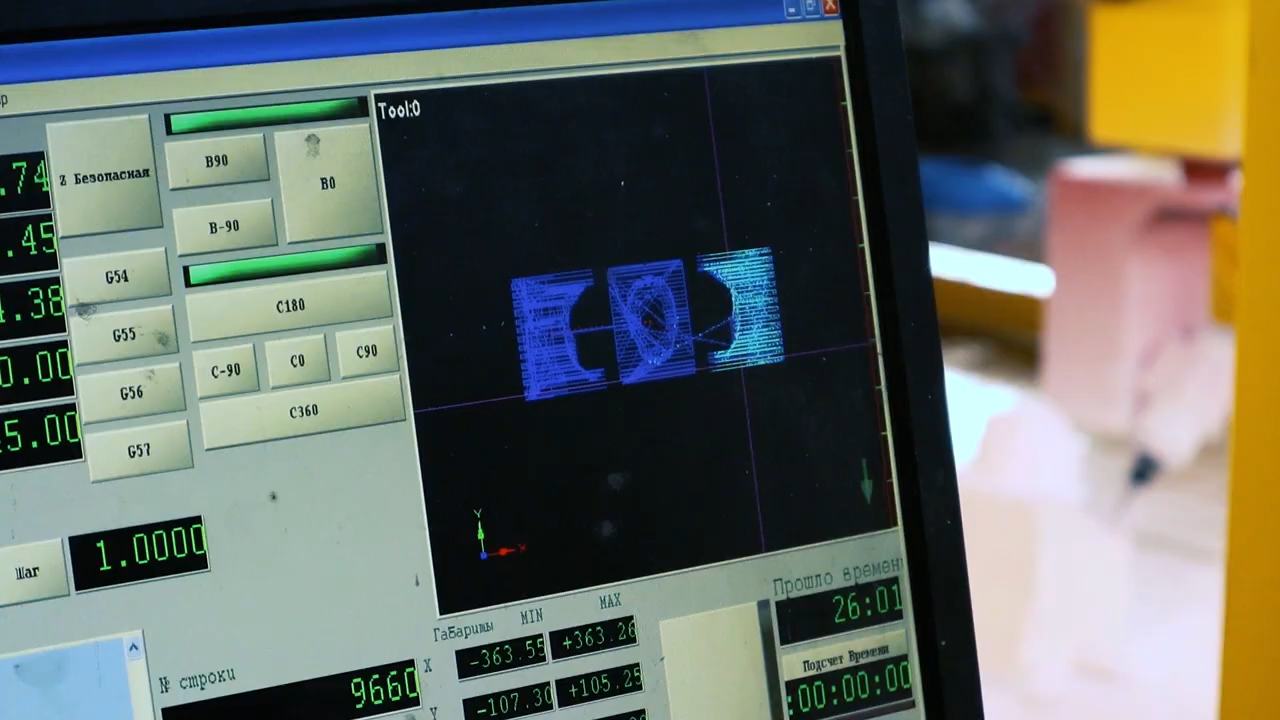 р
Tool:0
.74
Z Безопасная
B90
B0
.45
B-90
.38
G54
C180
G55
C-90
C0
C90
0.00
G56
C360
5.00
G57
Шаг
1.0000
Прошло времени
26:01
Габариты
MIN
MAX
X
-363.55
+363.26
Подсчет Времени
:00:00:00
№ строки
9660
Y
-107.30
+105.25
Y
X